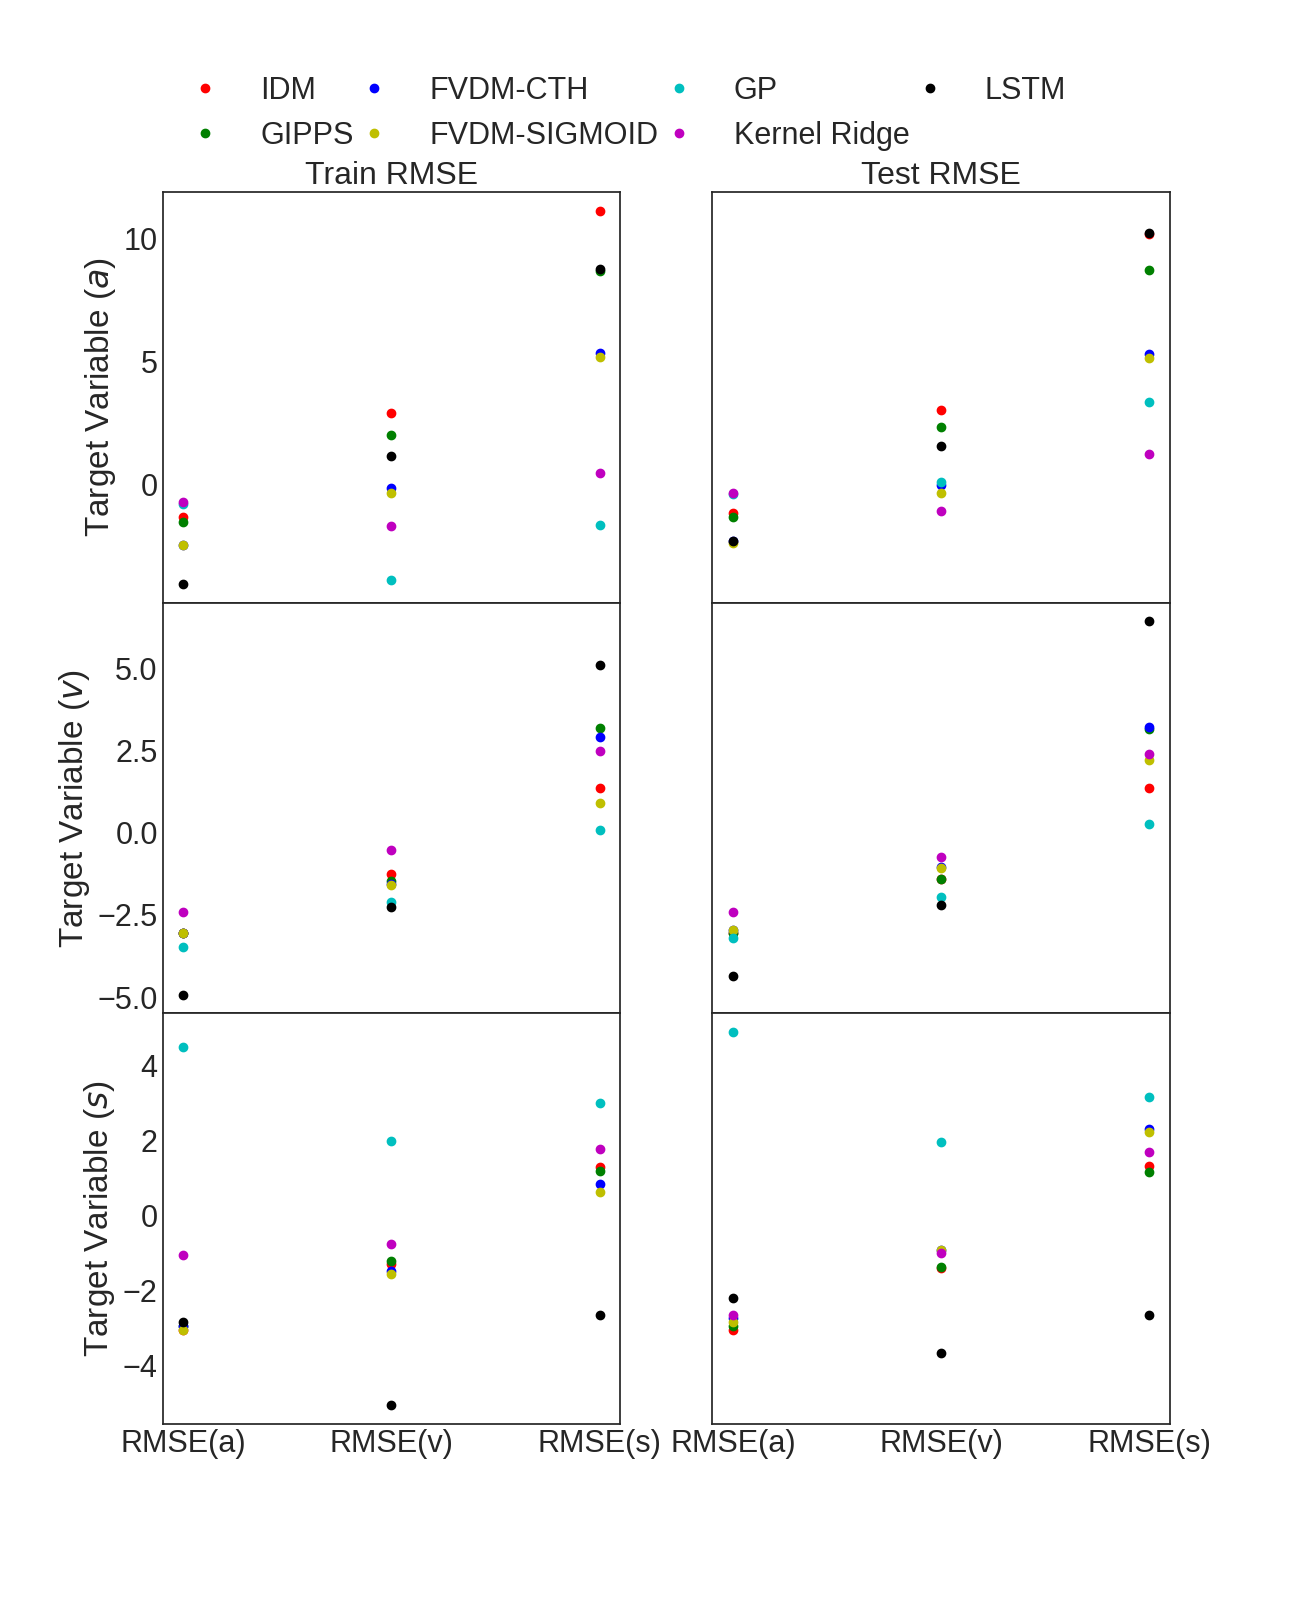 IDM FVDM-CTH GP LSTM
GIPPS FVDM-SIGMOID Kernel Ridge
Train RMSE Test RMSE
Target Variable (a)
10
5
0
Target Variable (v)
5.0
2.5
0.0
−2.5
−5.0
Target Variable (s)
4
2
0
−2
−4
RMSE(a) RMSE(v) RMSE(s) RMSE(a) RMSE(v) RMSE(s)